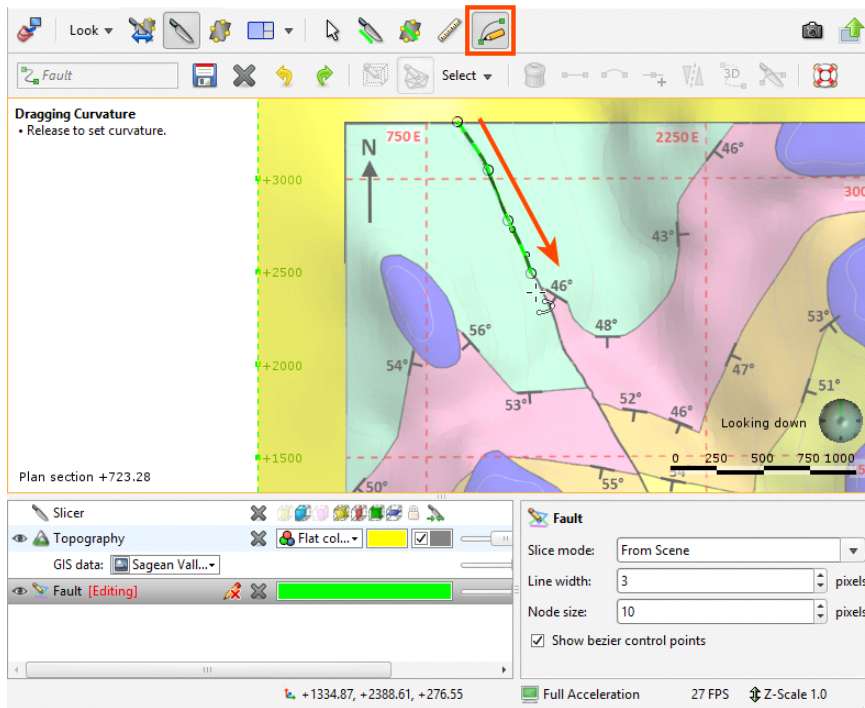 Look
Fault
Select
3D
Dragging Curvature
• Release to set curvature.
750 E
2250 E
N
46°
+3000
300
43°
+2500
46°
48°
53°
56°
+2000
54°
47°
51°
53°
52°
46°
Looking down
+1500
0 250 500 750 1000
Plan section +723.28
50°
55°
54
5
Slicer
Topography
Flat col...
GIS data: Sagean Vall...
Fault [Editing]
Fault
Slice mode: From Scene
Line width: 3 pixels
Node size: 10 pixels
Show bezier control points
+1334.87, +2388.61, +276.55
Full Acceleration
27 FPS
Z-Scale 1.0